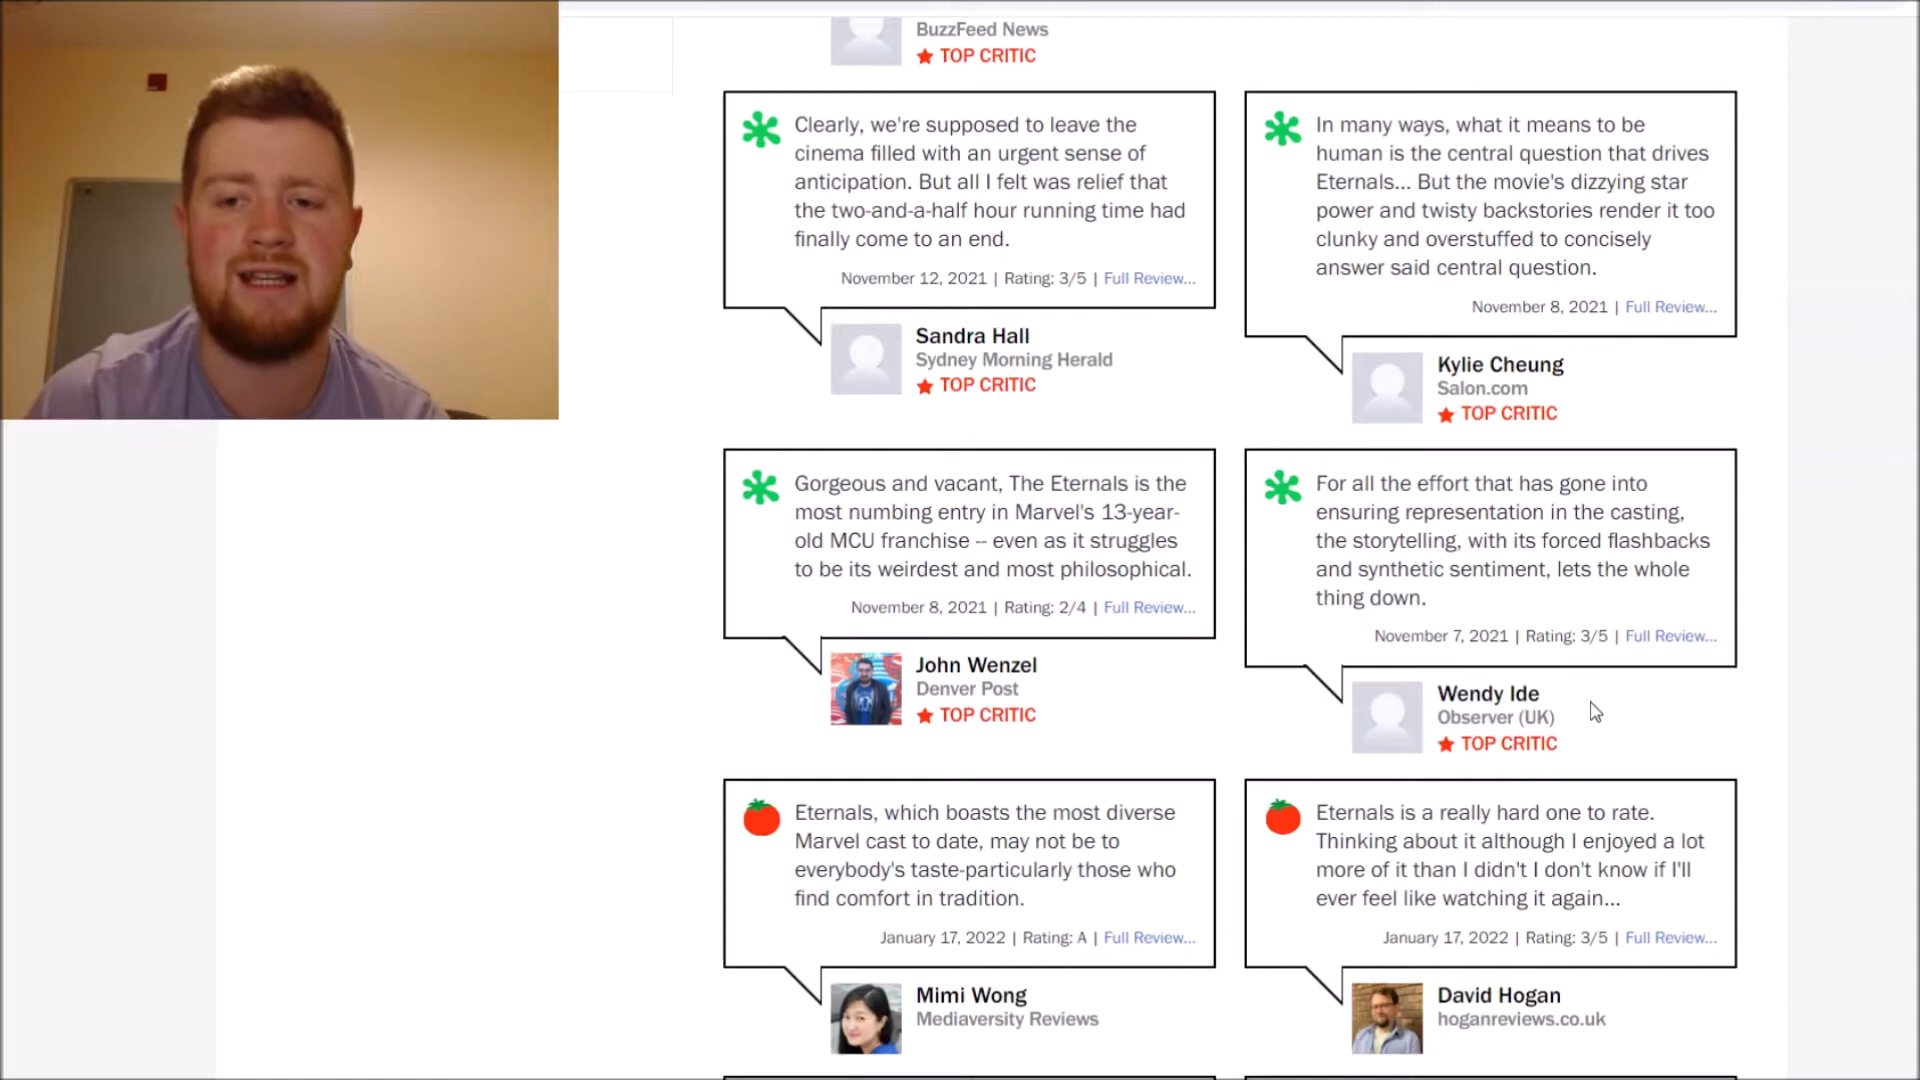 BuzzFeed News
TOP CRITIC
Clearly, we're supposed to leave the
cinema filled with an urgent sense of
anticipation. But all I felt was relief that
the two-and-a-half hour running time had
finally come to an end.
November 12, 2021 | Rating: 3/5 | Full Review...
Sandra Hall
Sydney Morning Herald
TOP CRITIC
In many ways, what it means to be
human is the central question that drives
Eternals... But the movie's dizzying star
power and twisty backstories render it too
clunky and overstuffed to concisely
answer said central question.
November 8, 2021 | Full Review...
Kylie Cheung
Salon.com
TOP CRITIC
Gorgeous and vacant, The Eternals is the
most numbing entry in Marvel's 13-year-
old MCU franchise -- even as it struggles
to be its weirdest and most philosophical.
November 8, 2021 | Rating: 2/4 | Full Review...
John Wenzel
Denver Post
TOP CRITIC
For all the effort that has gone into
ensuring representation in the casting,
the storytelling, with its forced flashbacks
and synthetic sentiment, lets the whole
thing down.
November 7, 2021 | Rating: 3/5 | Full Review...
Wendy Ide
Observer (UK)
TOP CRITIC
Eternals, which boasts the most diverse
Marvel cast to date, may not be to
everybody's taste-particularly those who
find comfort in tradition.
January 17, 2022 | Rating: A | Full Review...
Mimi Wong
Mediaversity Reviews
Eternals is a really hard one to rate.
Thinking about it although I enjoyed a lot
more of it than I didn't I don't know if I'll
ever feel like watching it again...
January 17, 2022 | Rating: 3/5 | Full Review...
David Hogan
hoganreviews.co.uk